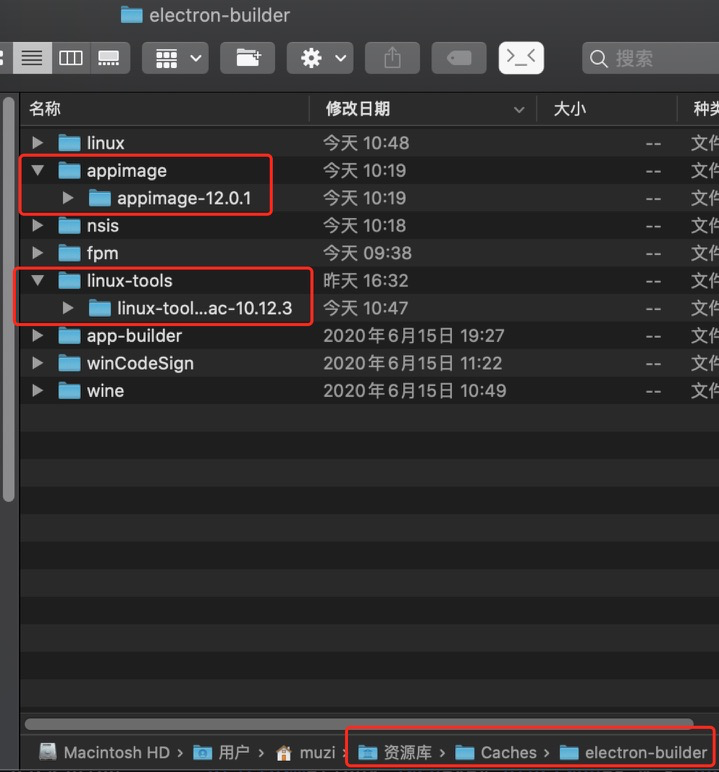 electron-builder
搜索
名称 修改日期 大小 种类
linux 今天 10:48 -- 文件
appimage 今天 10:19 -- 文件
appimage-12.0.1 今天 10:19 -- 文件
nsis 今天 10:18 -- 文件
fpm 今天 09:38 -- 文件
linux-tools 昨天 16:32 -- 文件
linux-tool...ac-10.12.3 今天 10:47 -- 文件
app-builder 2020年6月15日 19:27 -- 文件
winCodeSign 2020年6月15日 11:22 -- 文件
wine 2020年6月15日 10:49 -- 文件
Macintosh HD › 用户 › muzi › 资源库 › Caches › electron-builder